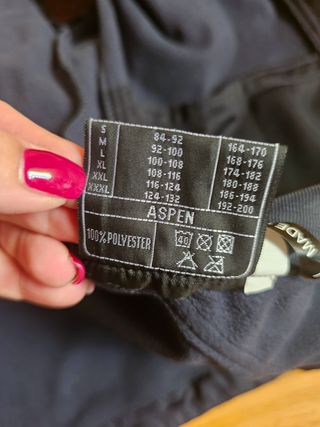 S 84-92 164-170
M 92-100 168-176
L 100-108 174-182
XL 108-116 180-188
XXL 116-124 186-194
XXXL 124-132 192-200
ASPEN
100% POLYESTER 40
MADE